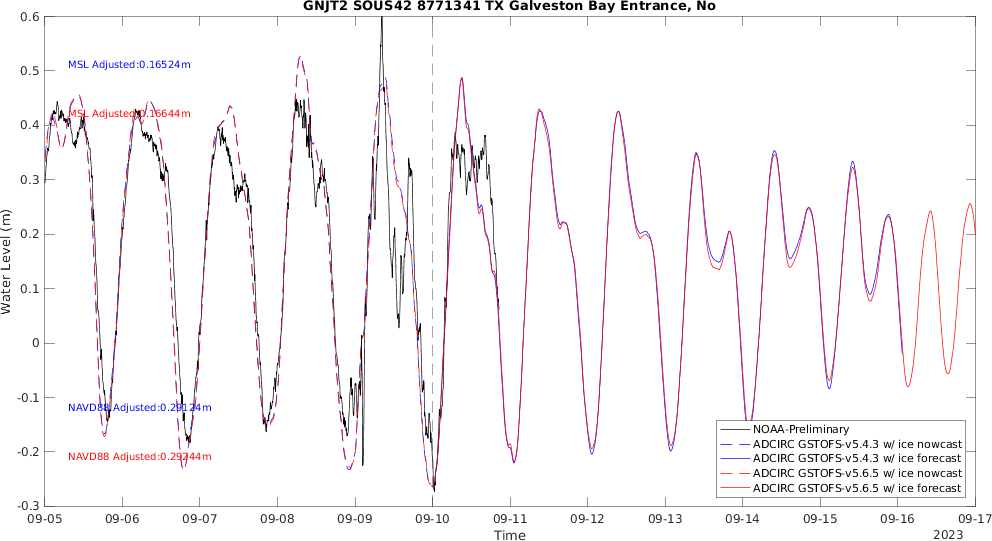 GNJT2 SOUS42 8771341 TX Galveston Bay Entrance, No
Water Level (m)
0.6
0.5
0.4
0.3
0.2
0.1
0
-0.1
-0.2
-0.3
MSL Adjusted:0.16524m
MSL Adjusted:0.16644m
NAVD88 Adjusted:0.29124m
NAVD88 Adjusted:0.29244m
NOAA-Preliminary
ADCIRC GSTOFS-v5.4.3 w/ ice nowcast
ADCIRC GSTOFS-v5.4.3 w/ ice forecast
ADCIRC GSTOFS-v5.6.5 w/ ice nowcast
ADCIRC GSTOFS-v5.6.5 w/ ice forecast
09-05 09-06 09-07 09-08 09-09 09-10 09-11 09-12 09-13 09-14 09-15 09-16 09-17
Time
2023